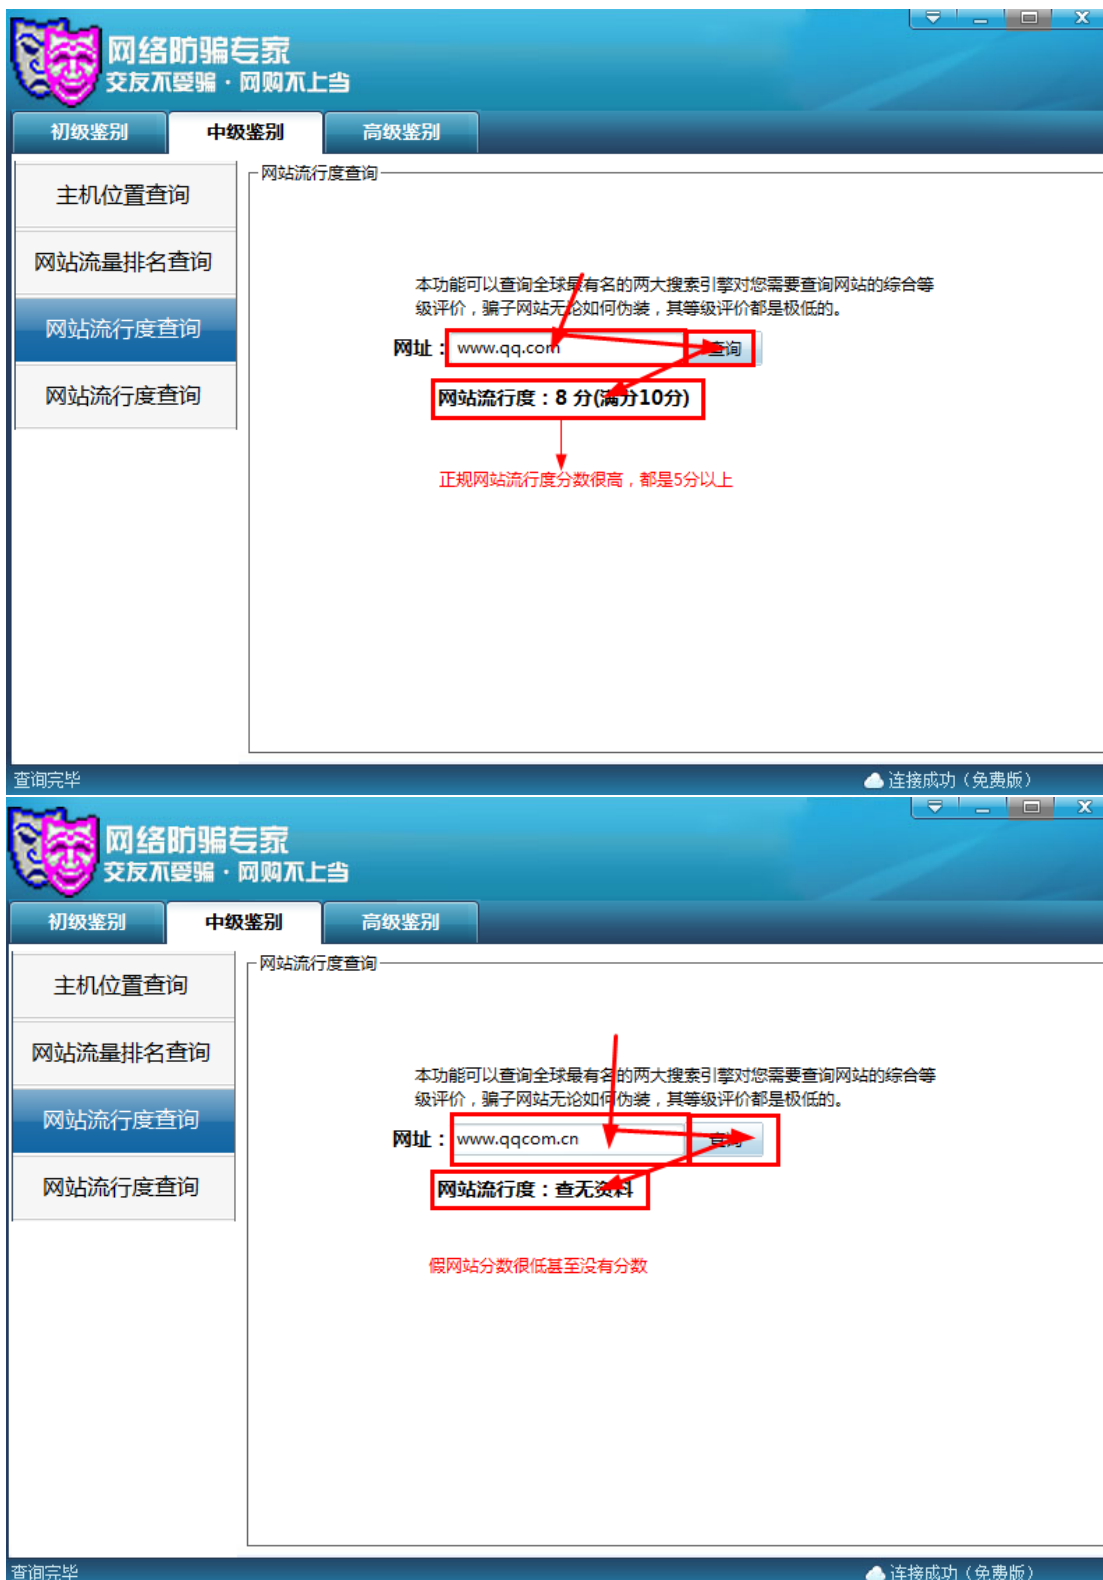 网络防骗专家
交友不受骗·网购不上当
初级鉴别
中级鉴别
高级鉴别
主机位置查询
网站流量排名查询
网站流行度查询
网站流行度查询
网站流行度查询
本功能可以查询全球最有名的两大搜索引擎对您需要查询网站的综合等
级评价，骗子网站无论如何伪装，其等级评价都是极低的。
网址：www.qq.com 查询
网站流行度：8 分(满分10分)
正规网站流行度分数很高，都是5分以上
查询完毕
连接成功（免费版）
网络防骗专家
交友不受骗·网购不上当
初级鉴别
中级鉴别
高级鉴别
主机位置查询
网站流量排名查询
网站流行度查询
网站流行度查询
网站流行度查询
本功能可以查询全球最有名的两大搜索引擎对您需要查询网站的综合等
级评价，骗子网站无论如何伪装，其等级评价都是极低的。
网址：www.qqcom.cn 查询
网站流行度：查无资料
假网站分数很低甚至没有分数
查询完毕
连接成功（免费版）